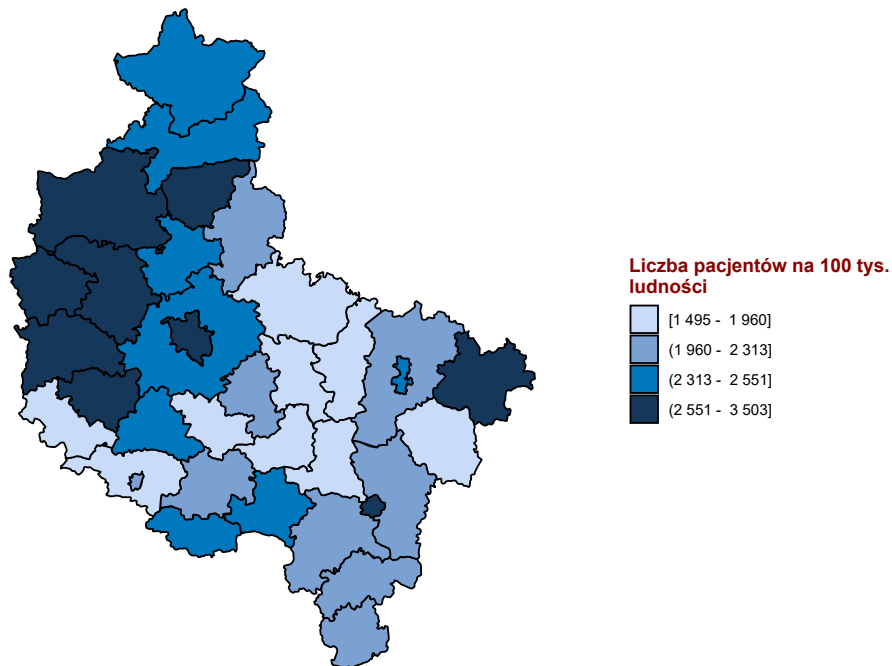 Liczba pacjentów na 100 tys.
ludności
[1 495 - 1 960]
(1 960 - 2 313]
(2 313 - 2 551]
(2 551 - 3 503]